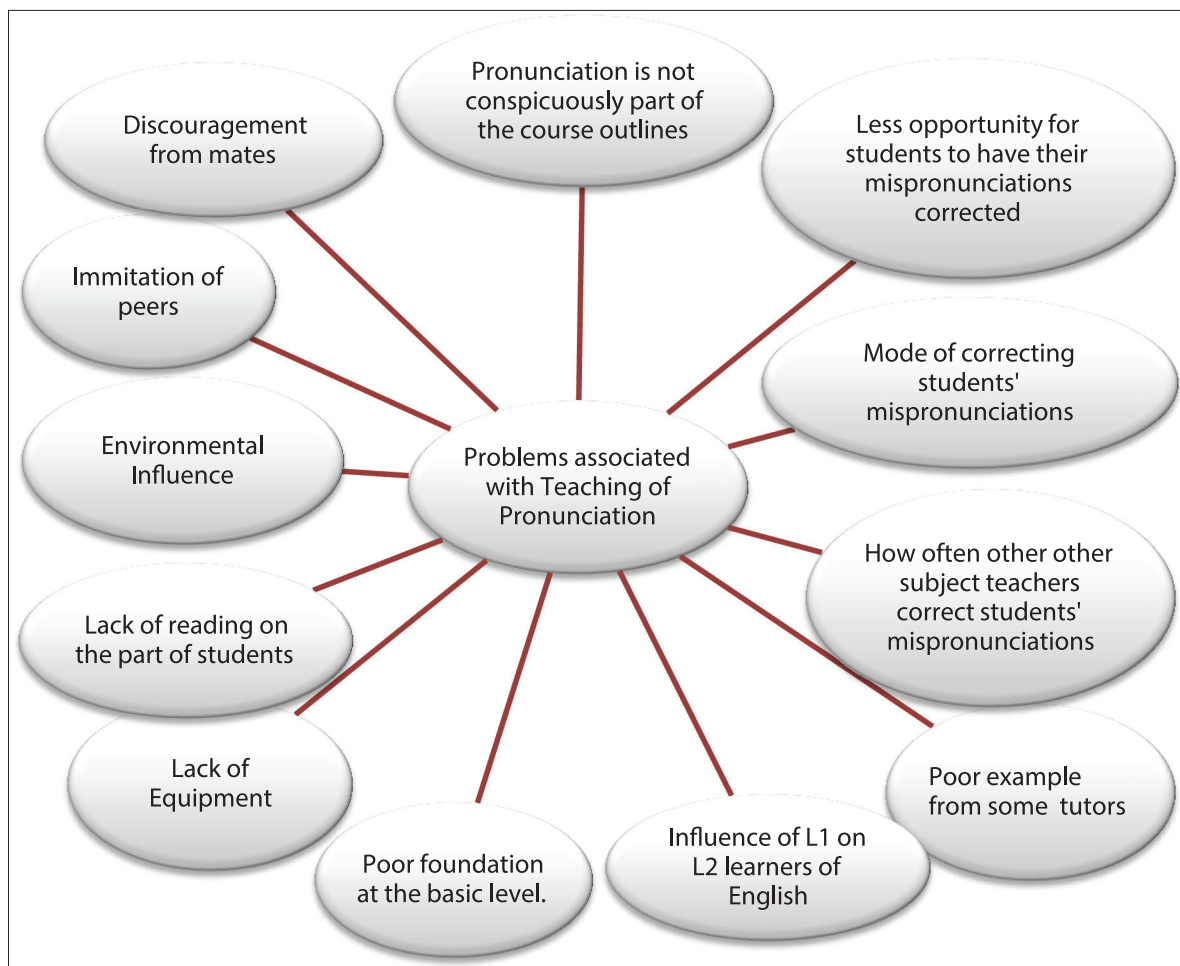 Pronunciation is not
conspicuously part of
the course outlines
Less opportunity for
students to have their
mispronunciations
corrected
Mode of correcting
students'
mispronunciations
How often other other
subject teachers
correct students'
mispronunciations
Poor example
from some tutors
Influence of L1 on
L2 learners of
English
Poor foundation
at the basic level.
Lack of
Equipment
Lack of reading on
the part of students
Environmental
Influence
Immitation of
peers
Discouragement
from mates
Problems associated
with Teaching of
Pronunciation